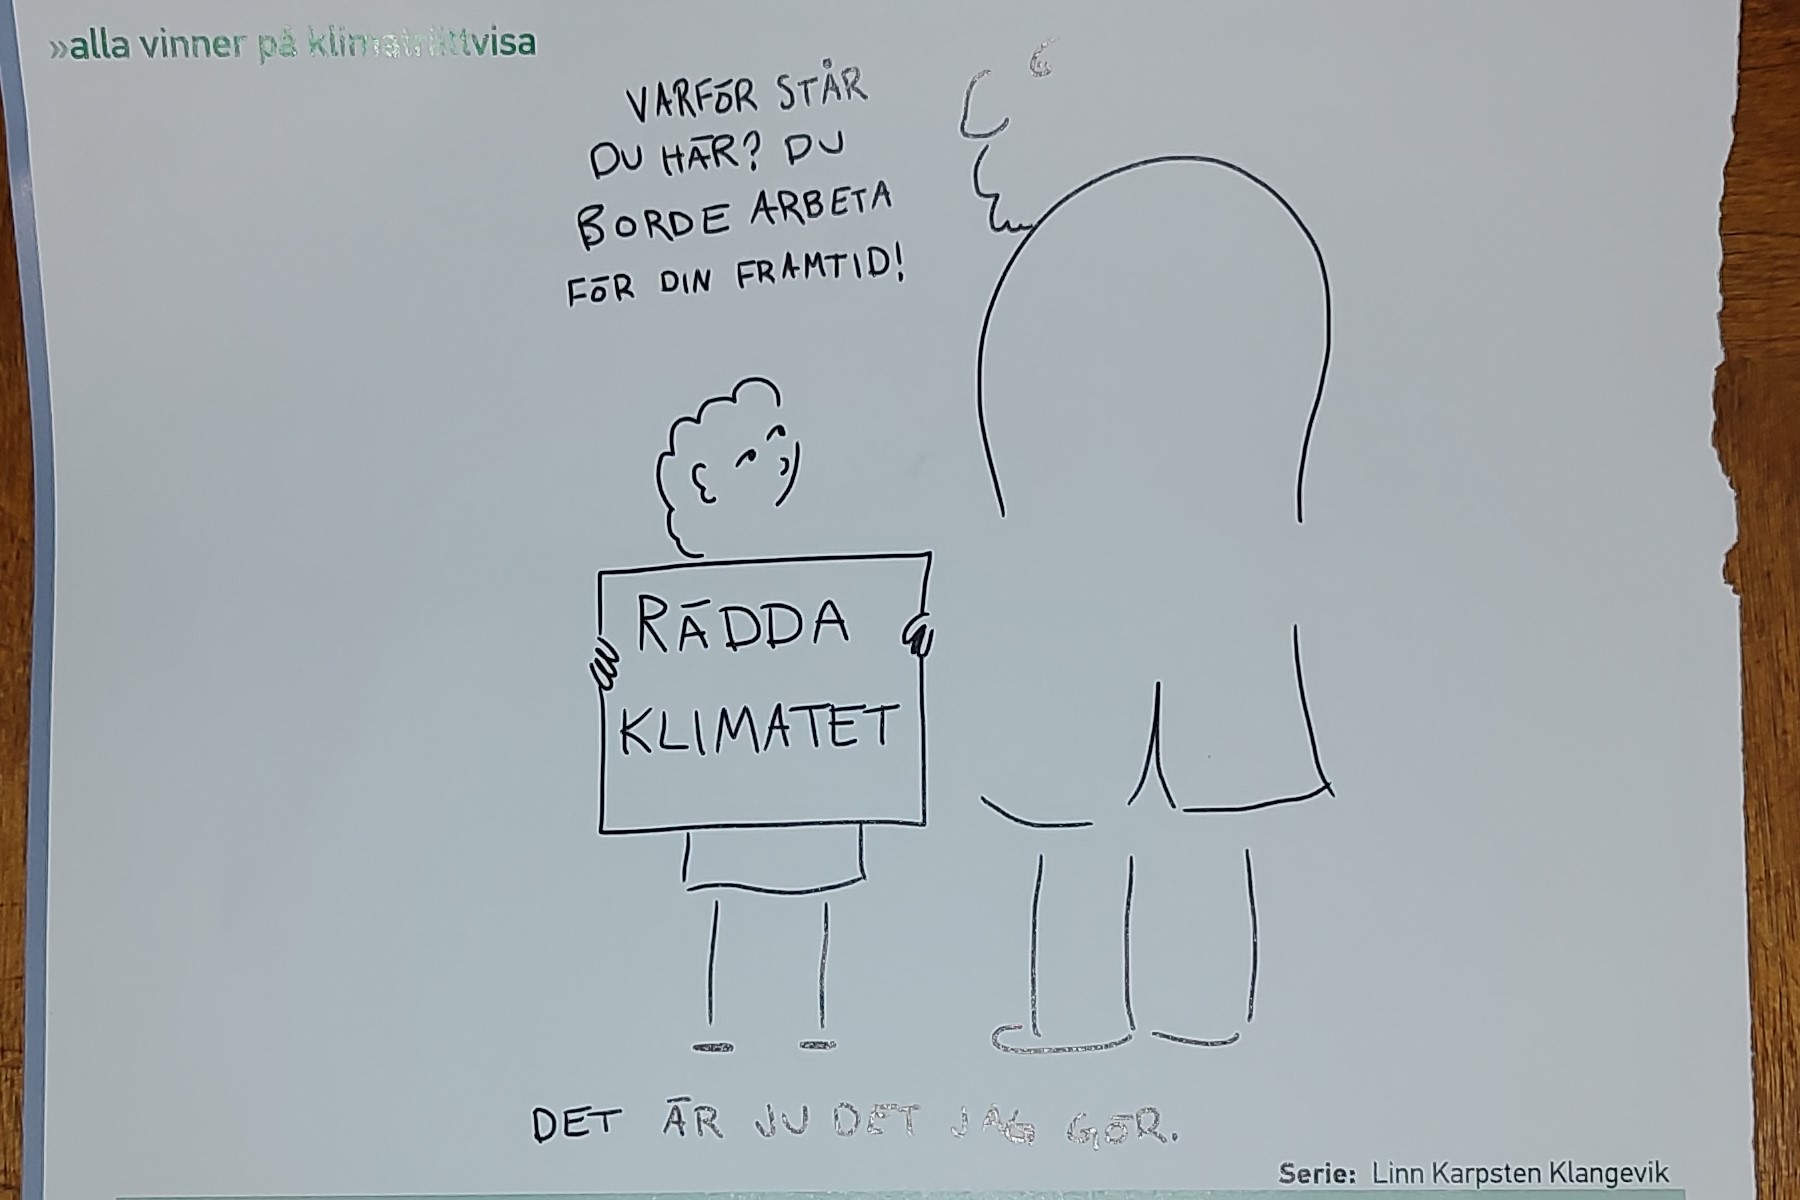 »alla vinner på klimaträttvisa
VARFÖR STÅR
DU HÄR? DU
BORDE ARBETA
FÖR DIN FRAMTID!
RÄDDA
KLIMATET
DET ÄR JU DET JAG GÖR.
Serie: Linn Karpsten Klangevik